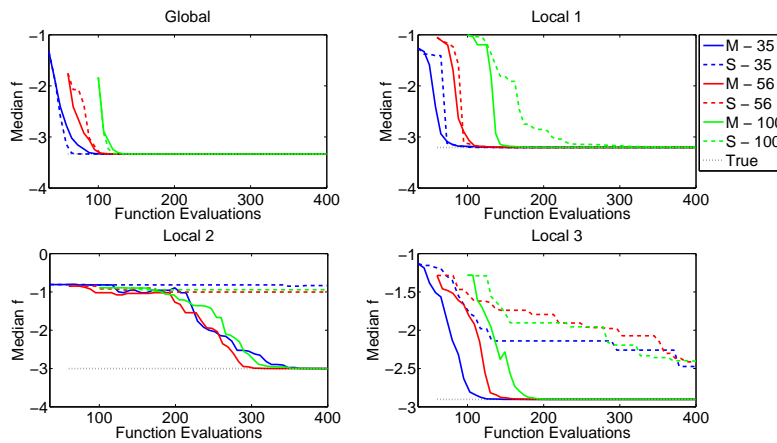 Global
−1
−2
−3
−4
100
200
300
400
Median f
Function Evaluations
Local 1
−1
−2
−3
−4
100
200
300
400
Median f
Function Evaluations
M − 35
S − 35
M − 56
S − 56
M − 100
S − 100
True
Local 2
0
−1
−2
−3
−4
100
200
300
400
Median f
Function Evaluations
Local 3
−1
−1.5
−2
−2.5
−3
100
200
300
400
Median f
Function Evaluations